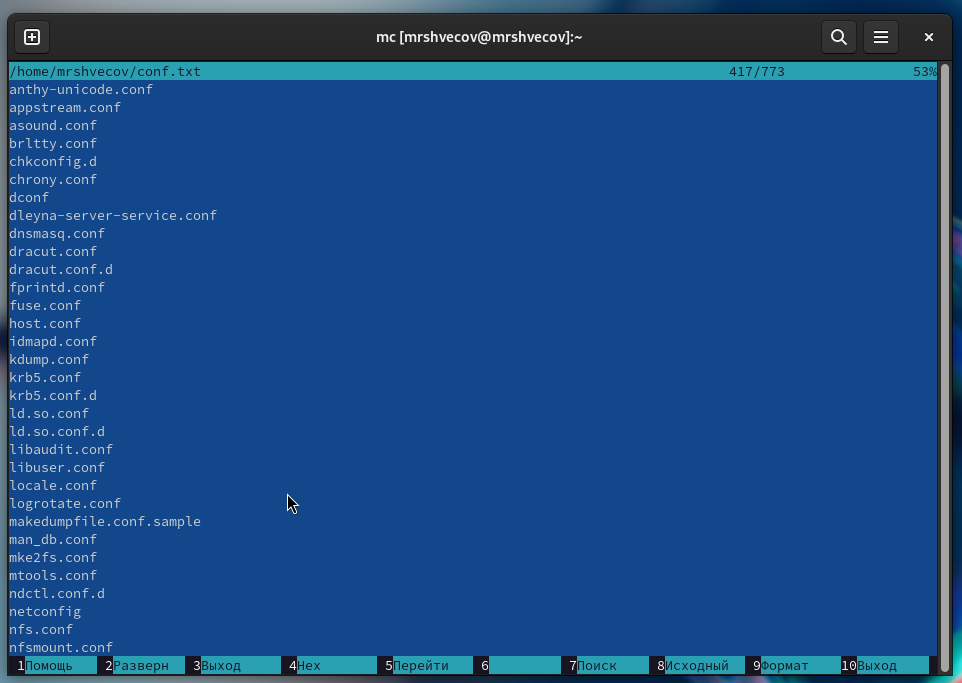 mc [mrshvecov@mrshvecov]:~
/home/mrshvecov/conf.txt 417/773 53%
anthy-unicode.conf
appstream.conf
asound.conf
brltty.conf
chkconfig.d
chrony.conf
dconf
dleyna-server-service.conf
dnsmasq.conf
dracut.conf
dracut.conf.d
fprintd.conf
fuse.conf
host.conf
idmapd.conf
kdump.conf
krb5.conf
krb5.conf.d
ld.so.conf
ld.so.conf.d
libaudit.conf
libuser.conf
locale.conf
logrotate.conf
makedumpfile.conf.sample
man_db.conf
mke2fs.conf
mtools.conf
ndctl.conf.d
netconfig
nfs.conf
nfsmount.conf
1Помощь 2Разверн 3Выход 4Hex 5Перейти 6 7Поиск 8Исходный 9Формат 10Выход